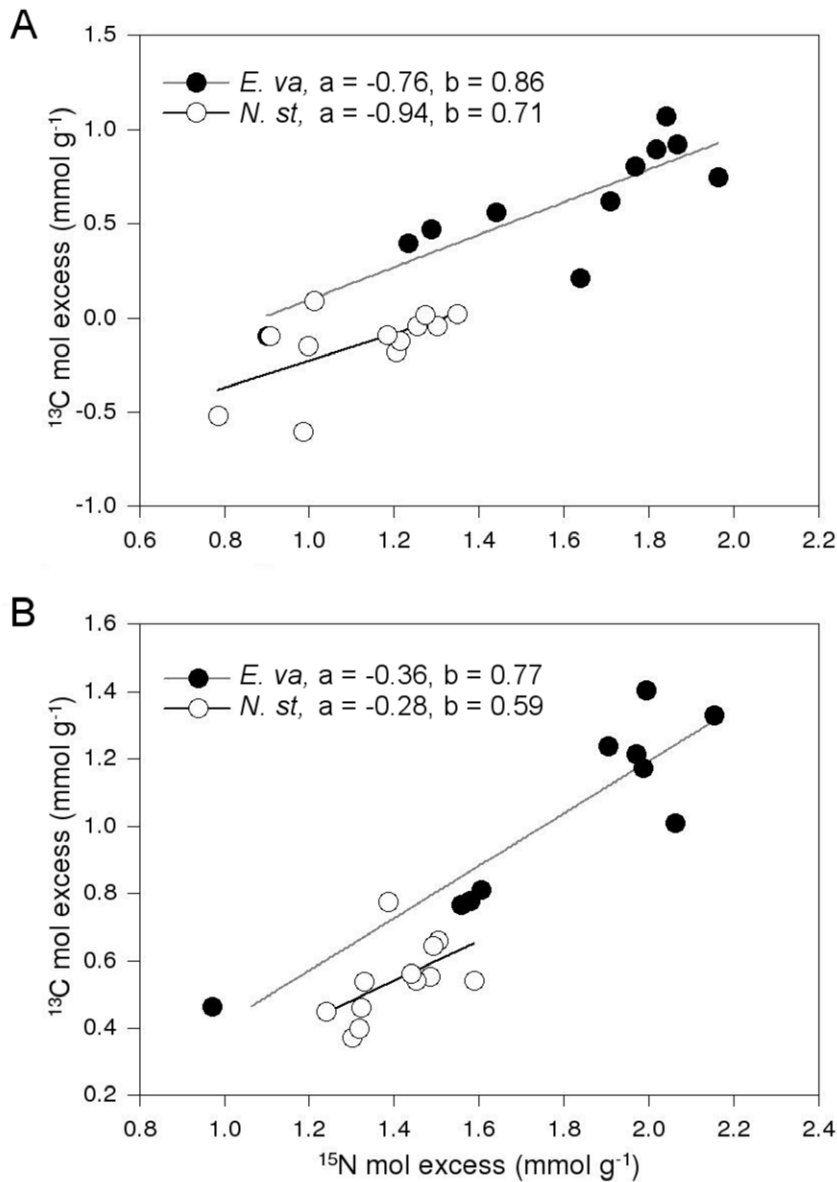 A
1.5
1.0
0.5
0.0
-0.5
-1.0
¹³C mol excess (mmol g⁻¹)
E. va, a = -0.76, b = 0.86
N. st, a = -0.94, b = 0.71
0.6 0.8 1.0 1.2 1.4 1.6 1.8 2.0 2.2
B
1.6
1.4
1.2
1.0
0.8
0.6
0.4
0.2
¹³C mol excess (mmol g⁻¹)
E. va, a = -0.36, b = 0.77
N. st, a = -0.28, b = 0.59
0.8 1.0 1.2 1.4 1.6 1.8 2.0 2.2 2.4
¹⁵N mol excess (mmol g⁻¹)